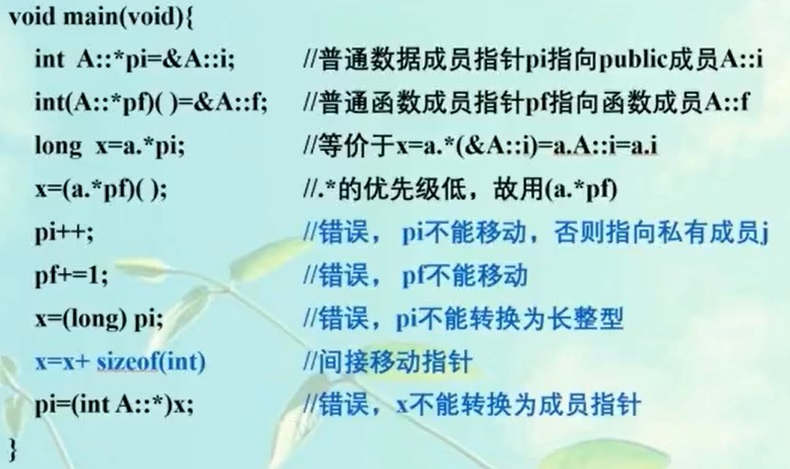 void main(void){
int A::*pi=&A::i; //普通数据成员指针pi指向public成员A::i
int(A::*pf)( )=&A::f; //普通函数成员指针pf指向函数成员A::f
long x=a.*pi; //等价于x=a.*(&A::i)=a.A::i=a.i
x=(a.*pf)( ); //.*的优先级低，故用(a.*pf)
pi++; //错误， pi不能移动，否则指向私有成员j
pf+=1; //错误， pf不能移动
x=(long) pi; //错误，pi不能转换为长整型
x=x+ sizeof(int) //间接移动指针
pi=(int A::*)x; //错误，x不能转换为成员指针
}